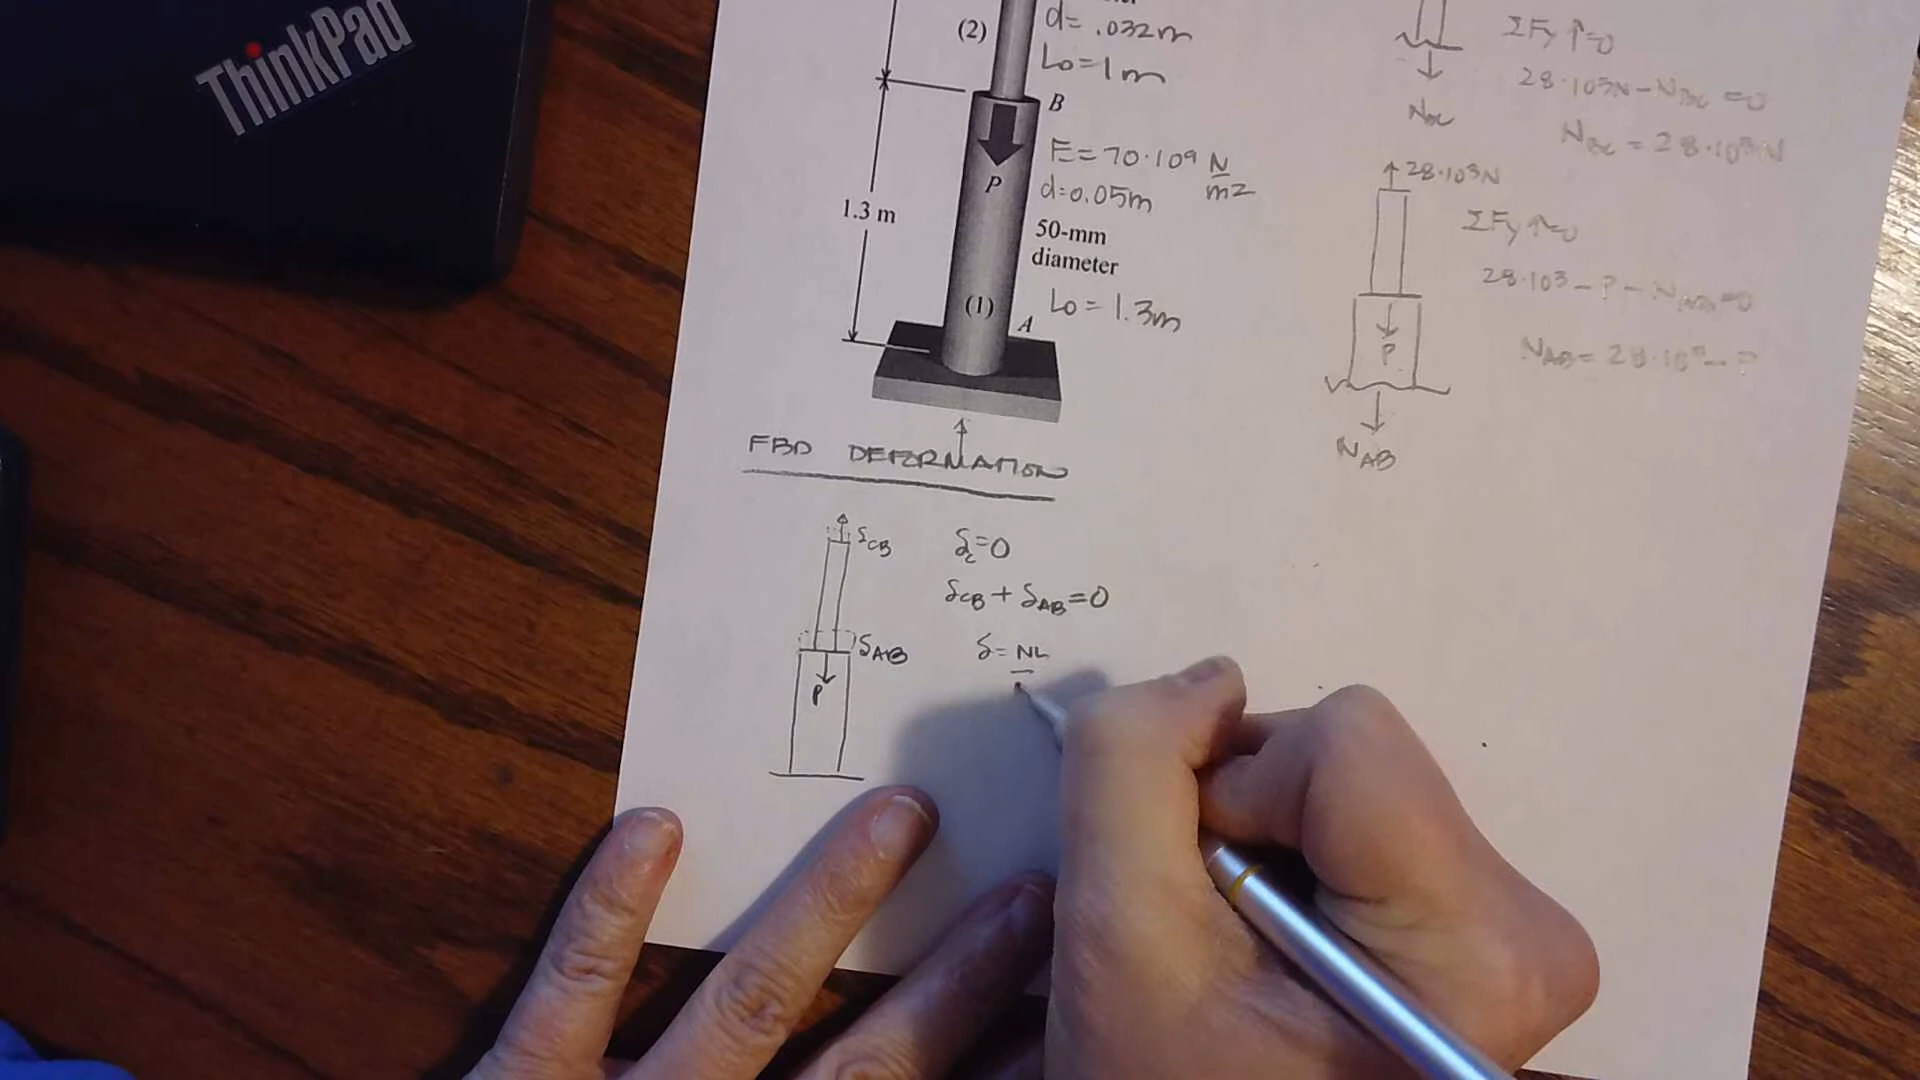 ThinkPad
(2)
d= .032m
Lo=1m
B
E=70·10⁹ N/m2
P
d=0.05m
1.3 m
50-mm
diameter
(1)
Lo = 1.3m
A
ΣFy↑=0
28·10³N - NBC = 0
NBC
NBC = 28·10³N
28·10³N
ΣFy↑=0
28·10³ - P - NAB=0
P
NAB= 28·10³ - P
NAB
FBD DEFORMATION
δCB
δc=0
δCB + δAB=0
δAB
δ= NL
P